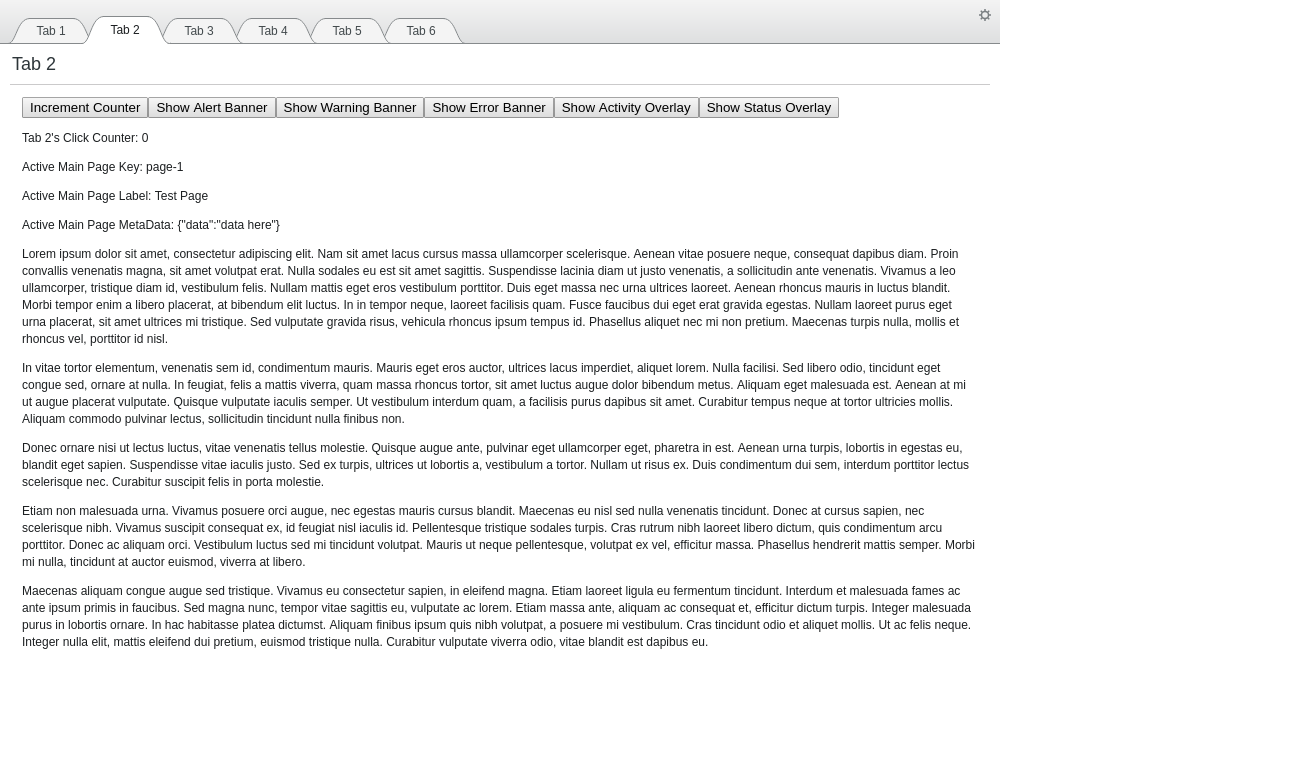 Tab 1 Tab 2 Tab 3 Tab 4 Tab 5 Tab 6
Tab 2
Increment Counter Show Alert Banner Show Warning Banner Show Error Banner Show Activity Overlay Show Status Overlay
Tab 2's Click Counter: 0
Active Main Page Key: page-1
Active Main Page Label: Test Page
Active Main Page MetaData: {"data":"data here"}
Lorem ipsum dolor sit amet, consectetur adipiscing elit. Nam sit amet lacus cursus massa ullamcorper scelerisque. Aenean vitae posuere neque, consequat dapibus diam. Proin
convallis venenatis magna, sit amet volutpat erat. Nulla sodales eu est sit amet sagittis. Suspendisse lacinia diam ut justo venenatis, a sollicitudin ante venenatis. Vivamus a leo
ullamcorper, tristique diam id, vestibulum felis. Nullam mattis eget eros vestibulum porttitor. Duis eget massa nec urna ultrices laoreet. Aenean rhoncus mauris in luctus blandit.
Morbi tempor enim a libero placerat, at bibendum elit luctus. In in tempor neque, laoreet facilisis quam. Fusce faucibus dui eget erat gravida egestas. Nullam laoreet purus eget
urna placerat, sit amet ultrices mi tristique. Sed vulputate gravida risus, vehicula rhoncus ipsum tempus id. Phasellus aliquet nec mi non pretium. Maecenas turpis nulla, mollis et
rhoncus vel, porttitor id nisl.
In vitae tortor elementum, venenatis sem id, condimentum mauris. Mauris eget eros auctor, ultrices lacus imperdiet, aliquet lorem. Nulla facilisi. Sed libero odio, tincidunt eget
congue sed, ornare at nulla. In feugiat, felis a mattis viverra, quam massa rhoncus tortor, sit amet luctus augue dolor bibendum metus. Aliquam eget malesuada est. Aenean at mi
ut augue placerat vulputate. Quisque vulputate iaculis semper. Ut vestibulum interdum quam, a facilisis purus dapibus sit amet. Curabitur tempus neque at tortor ultricies mollis.
Aliquam commodo pulvinar lectus, sollicitudin tincidunt nulla finibus non.
Donec ornare nisi ut lectus luctus, vitae venenatis tellus molestie. Quisque augue ante, pulvinar eget ullamcorper eget, pharetra in est. Aenean urna turpis, lobortis in egestas eu,
blandit eget sapien. Suspendisse vitae iaculis justo. Sed ex turpis, ultrices ut lobortis a, vestibulum a tortor. Nullam ut risus ex. Duis condimentum dui sem, interdum porttitor lectus
scelerisque nec. Curabitur suscipit felis in porta molestie.
Etiam non malesuada urna. Vivamus posuere orci augue, nec egestas mauris cursus blandit. Maecenas eu nisl sed nulla venenatis tincidunt. Donec at cursus sapien, nec
scelerisque nibh. Vivamus suscipit consequat ex, id feugiat nisl iaculis id. Pellentesque tristique sodales turpis. Cras rutrum nibh laoreet libero dictum, quis condimentum arcu
porttitor. Donec ac aliquam orci. Vestibulum luctus sed mi tincidunt volutpat. Mauris ut neque pellentesque, volutpat ex vel, efficitur massa. Phasellus hendrerit mattis semper. Morbi
mi nulla, tincidunt at auctor euismod, viverra at libero.
Maecenas aliquam congue augue sed tristique. Vivamus eu consectetur sapien, in eleifend magna. Etiam laoreet ligula eu fermentum tincidunt. Interdum et malesuada fames ac
ante ipsum primis in faucibus. Sed magna nunc, tempor vitae sagittis eu, vulputate ac lorem. Etiam massa ante, aliquam ac consequat et, efficitur dictum turpis. Integer malesuada
purus in lobortis ornare. In hac habitasse platea dictumst. Aliquam finibus ipsum quis nibh volutpat, a posuere mi vestibulum. Cras tincidunt odio et aliquet mollis. Ut ac felis neque.
Integer nulla elit, mattis eleifend dui pretium, euismod tristique nulla. Curabitur vulputate viverra odio, vitae blandit est dapibus eu.